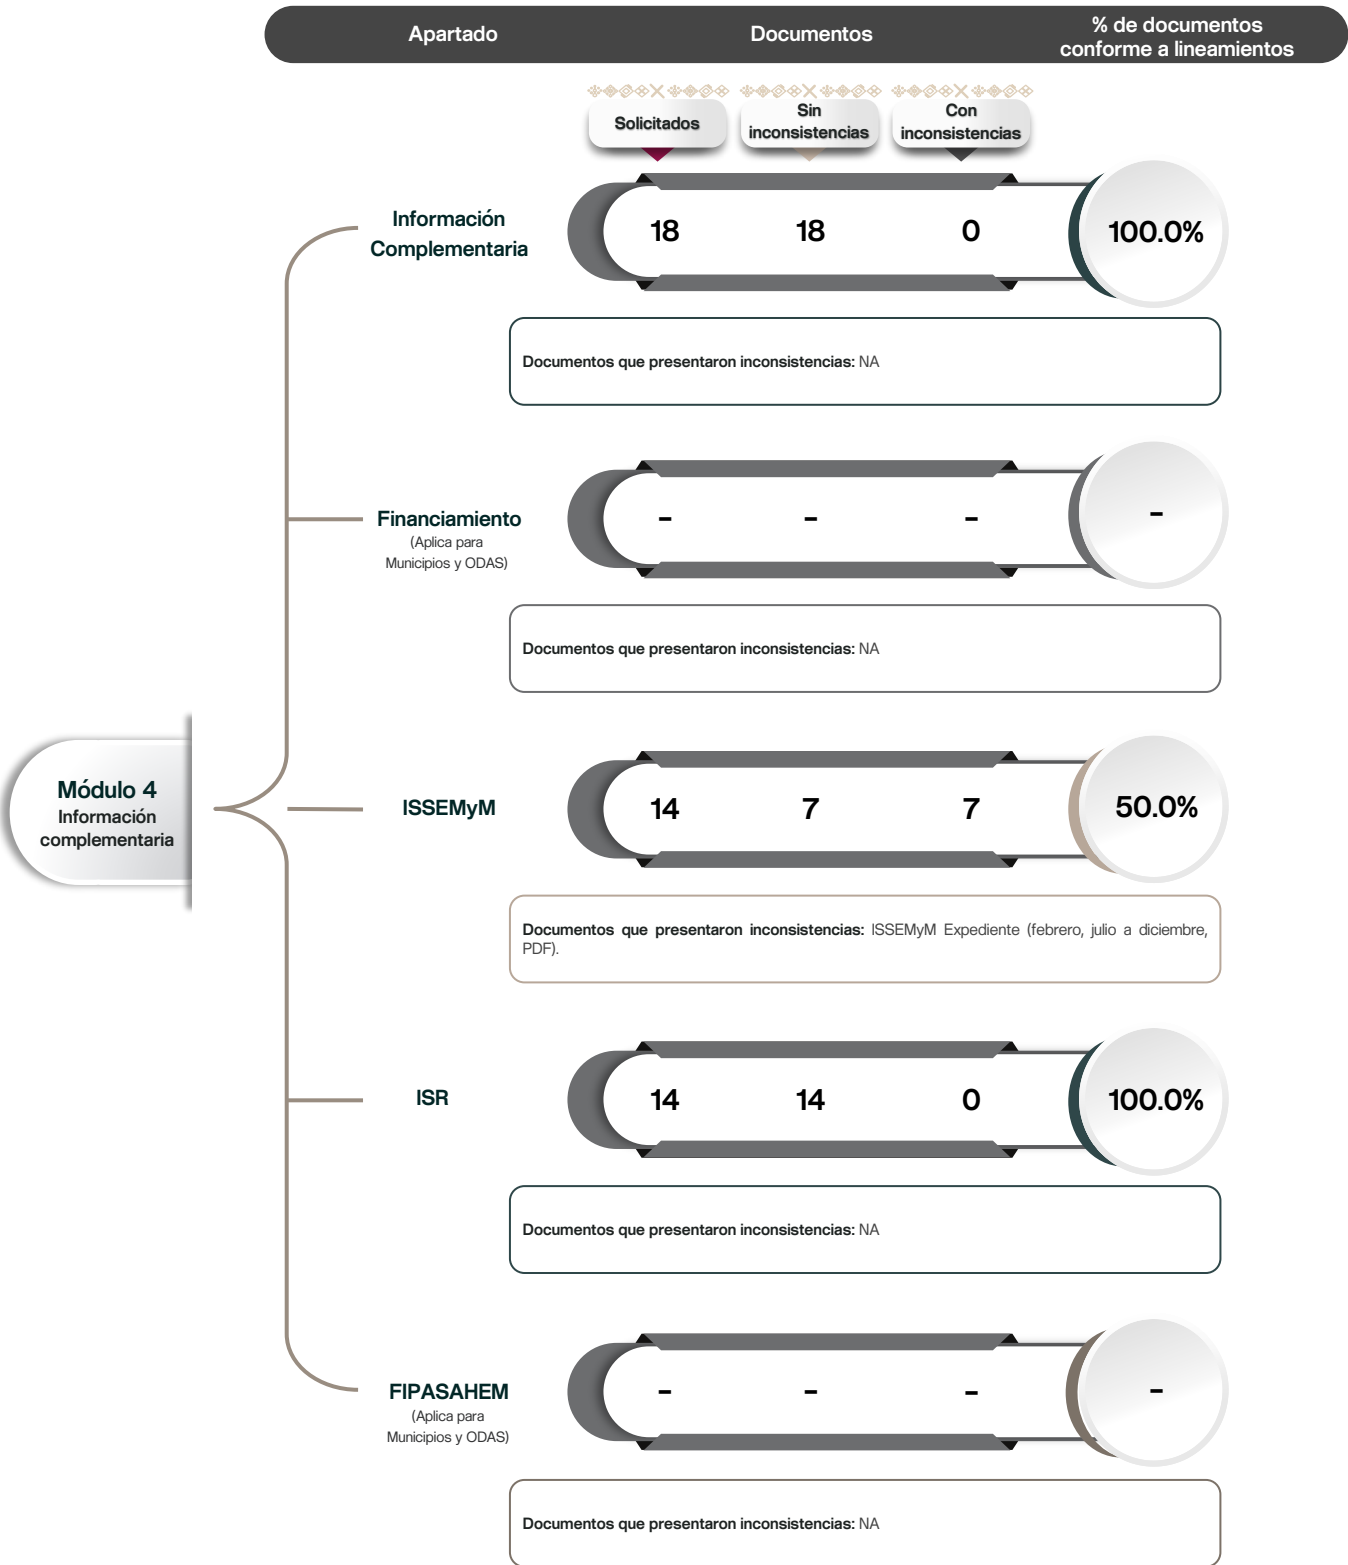 Apartado
Documentos
% de documentos
conforme a lineamientos
Solicitados
Sin
inconsistencias
Con
inconsistencias
Información
Complementaria
18
18
0
100.0%
Documentos que presentaron inconsistencias: NA
Financiamiento
(Aplica para
Municipios y ODAS)
-
-
-
-
Documentos que presentaron inconsistencias: NA
Módulo 4
Información
complementaria
ISSEMyM
14
7
7
50.0%
Documentos que presentaron inconsistencias: ISSEMyM Expediente (febrero, julio a diciembre,
PDF).
ISR
14
14
0
100.0%
Documentos que presentaron inconsistencias: NA
FIPASAHEM
(Aplica para
Municipios y ODAS)
-
-
-
-
Documentos que presentaron inconsistencias: NA